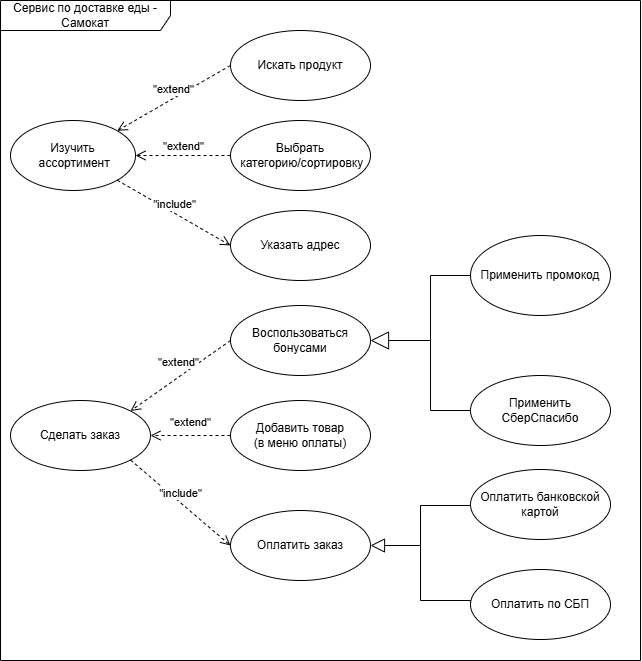 Сервис по доставке еды -
Самокат
Искать продукт
"extend"
Изучить
ассортимент
"extend"
Выбрать
категорию/сортировку
"include"
Указать адрес
Применить промокод
Воспользоваться
бонусами
"extend"
Применить
СберСпасибо
Сделать заказ
"extend"
Добавить товар
(в меню оплаты)
"include"
Оплатить банковской
картой
Оплатить заказ
Оплатить по СБП